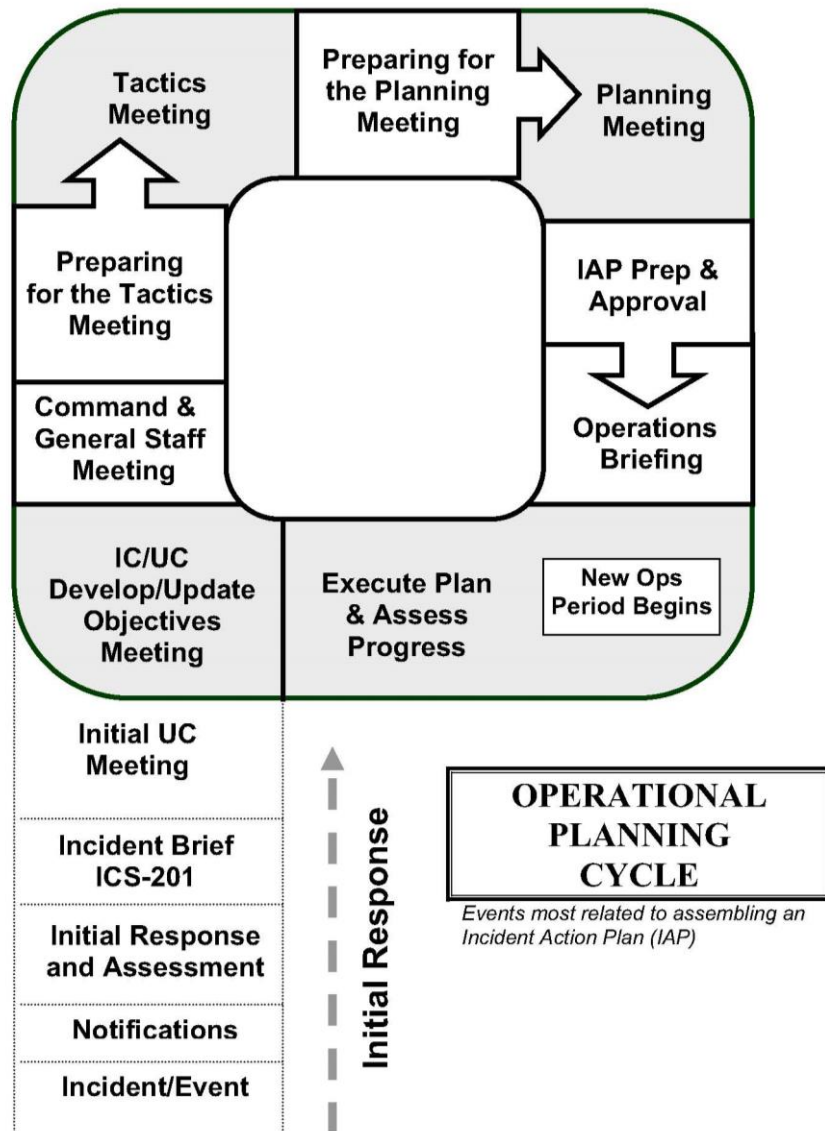 Tactics
Meeting
Preparing for
the Planning
Meeting
Planning
Meeting
Preparing
for the Tactics
Meeting
IAP Prep &
Approval
Command &
General Staff
Meeting
Operations
Briefing
IC/UC
Develop/Update
Objectives
Meeting
Execute Plan
& Assess
Progress
New Ops
Period Begins
Initial UC
Meeting
Incident Brief
ICS-201
Initial Response
and Assessment
Notifications
Incident/Event
Initial Response
OPERATIONAL
PLANNING
CYCLE
Events most related to assembling an
Incident Action Plan (IAP)